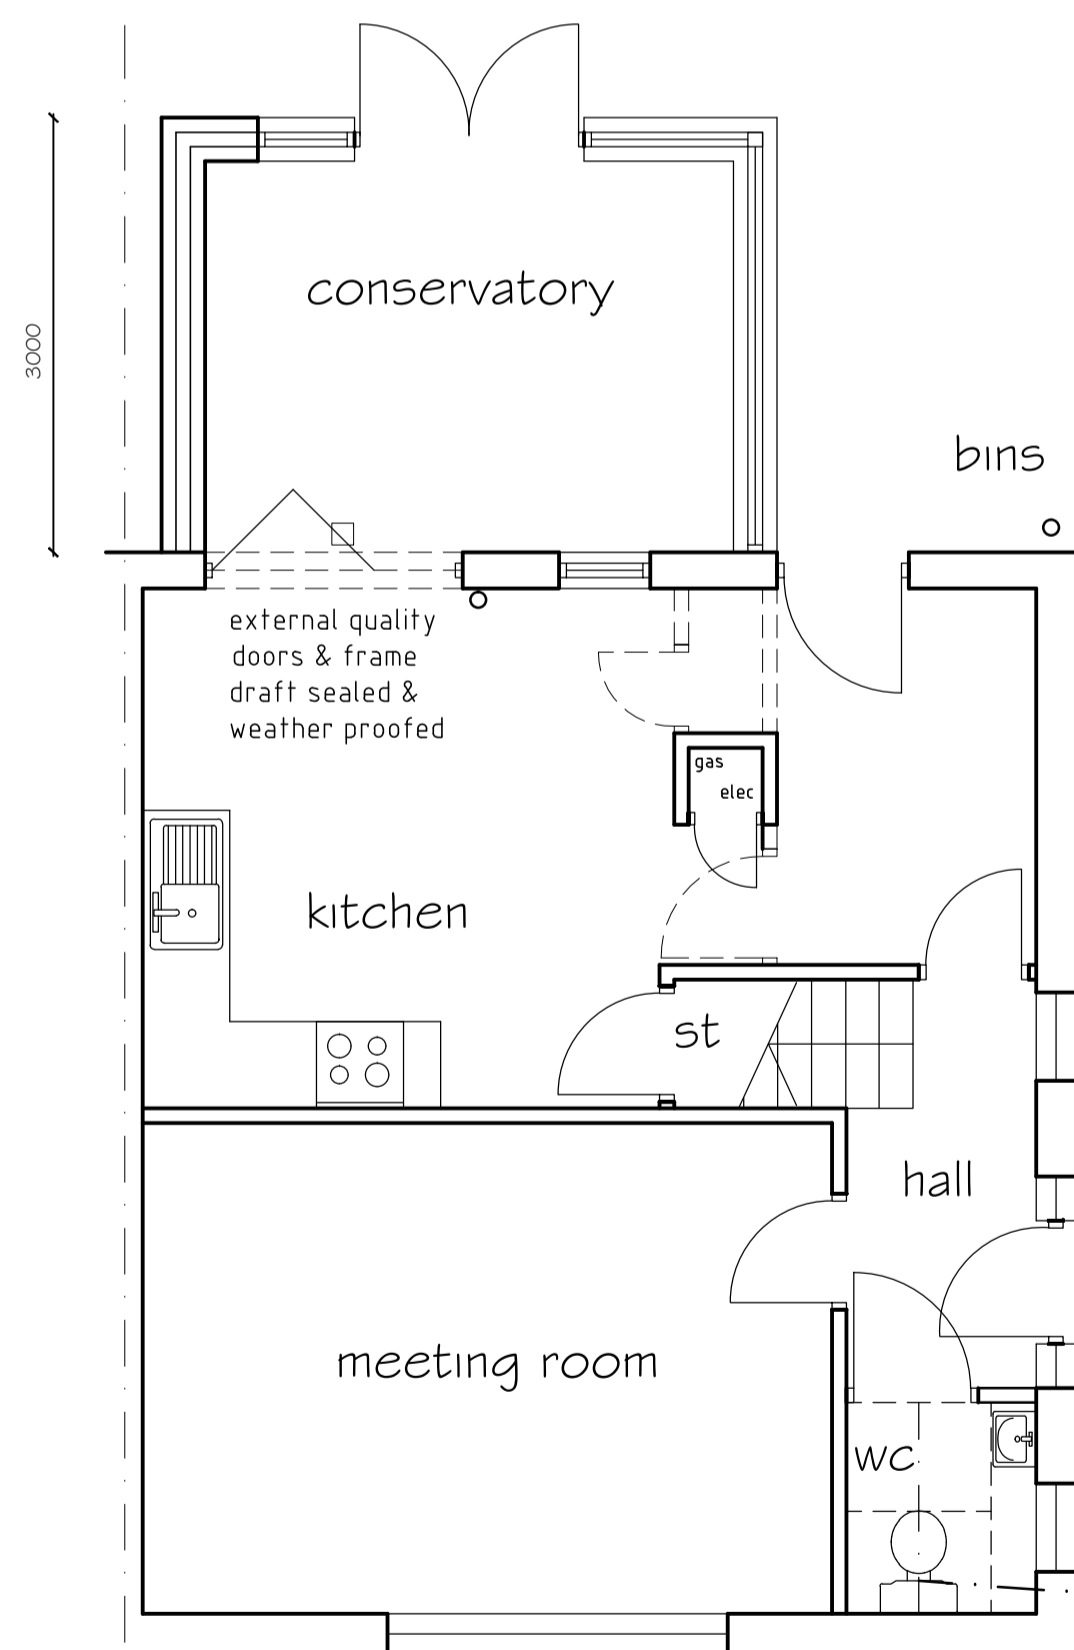 conservatory
3000
bins
external quality
doors & frame
draft sealed &
weather proofed
gas
elec
kitchen
st
hall
meeting room
wc